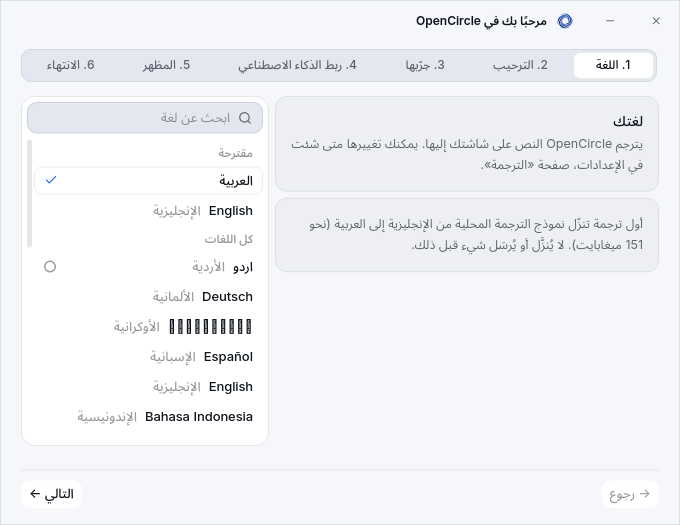 مرحبًا بك في OpenCircle
1. اللغة
2. الترحيب
3. جرّبها
4. ربط الذكاء الاصطناعي
5. المظهر
6. الانتهاء
لغتك
يترجم OpenCircle النص على شاشتك إليها. يمكنك تغييرها متى شئت
في الإعدادات، صفحة «الترجمة».
أول ترجمة تنزّل نموذج الترجمة المحلية من الإنجليزية إلى العربية (نحو
151 ميغابايت). لا يُنزَّل أو يُرسَل شيء قبل ذلك.
ابحث عن لغة
مقترحة
العربية
English الإنجليزية
كل اللغات
اردو الأردية
Deutsch الألمانية
الأوكرانية
Español الإسبانية
English الإنجليزية
Bahasa Indonesia الإندونيسية
→ رجوع
التالي ←